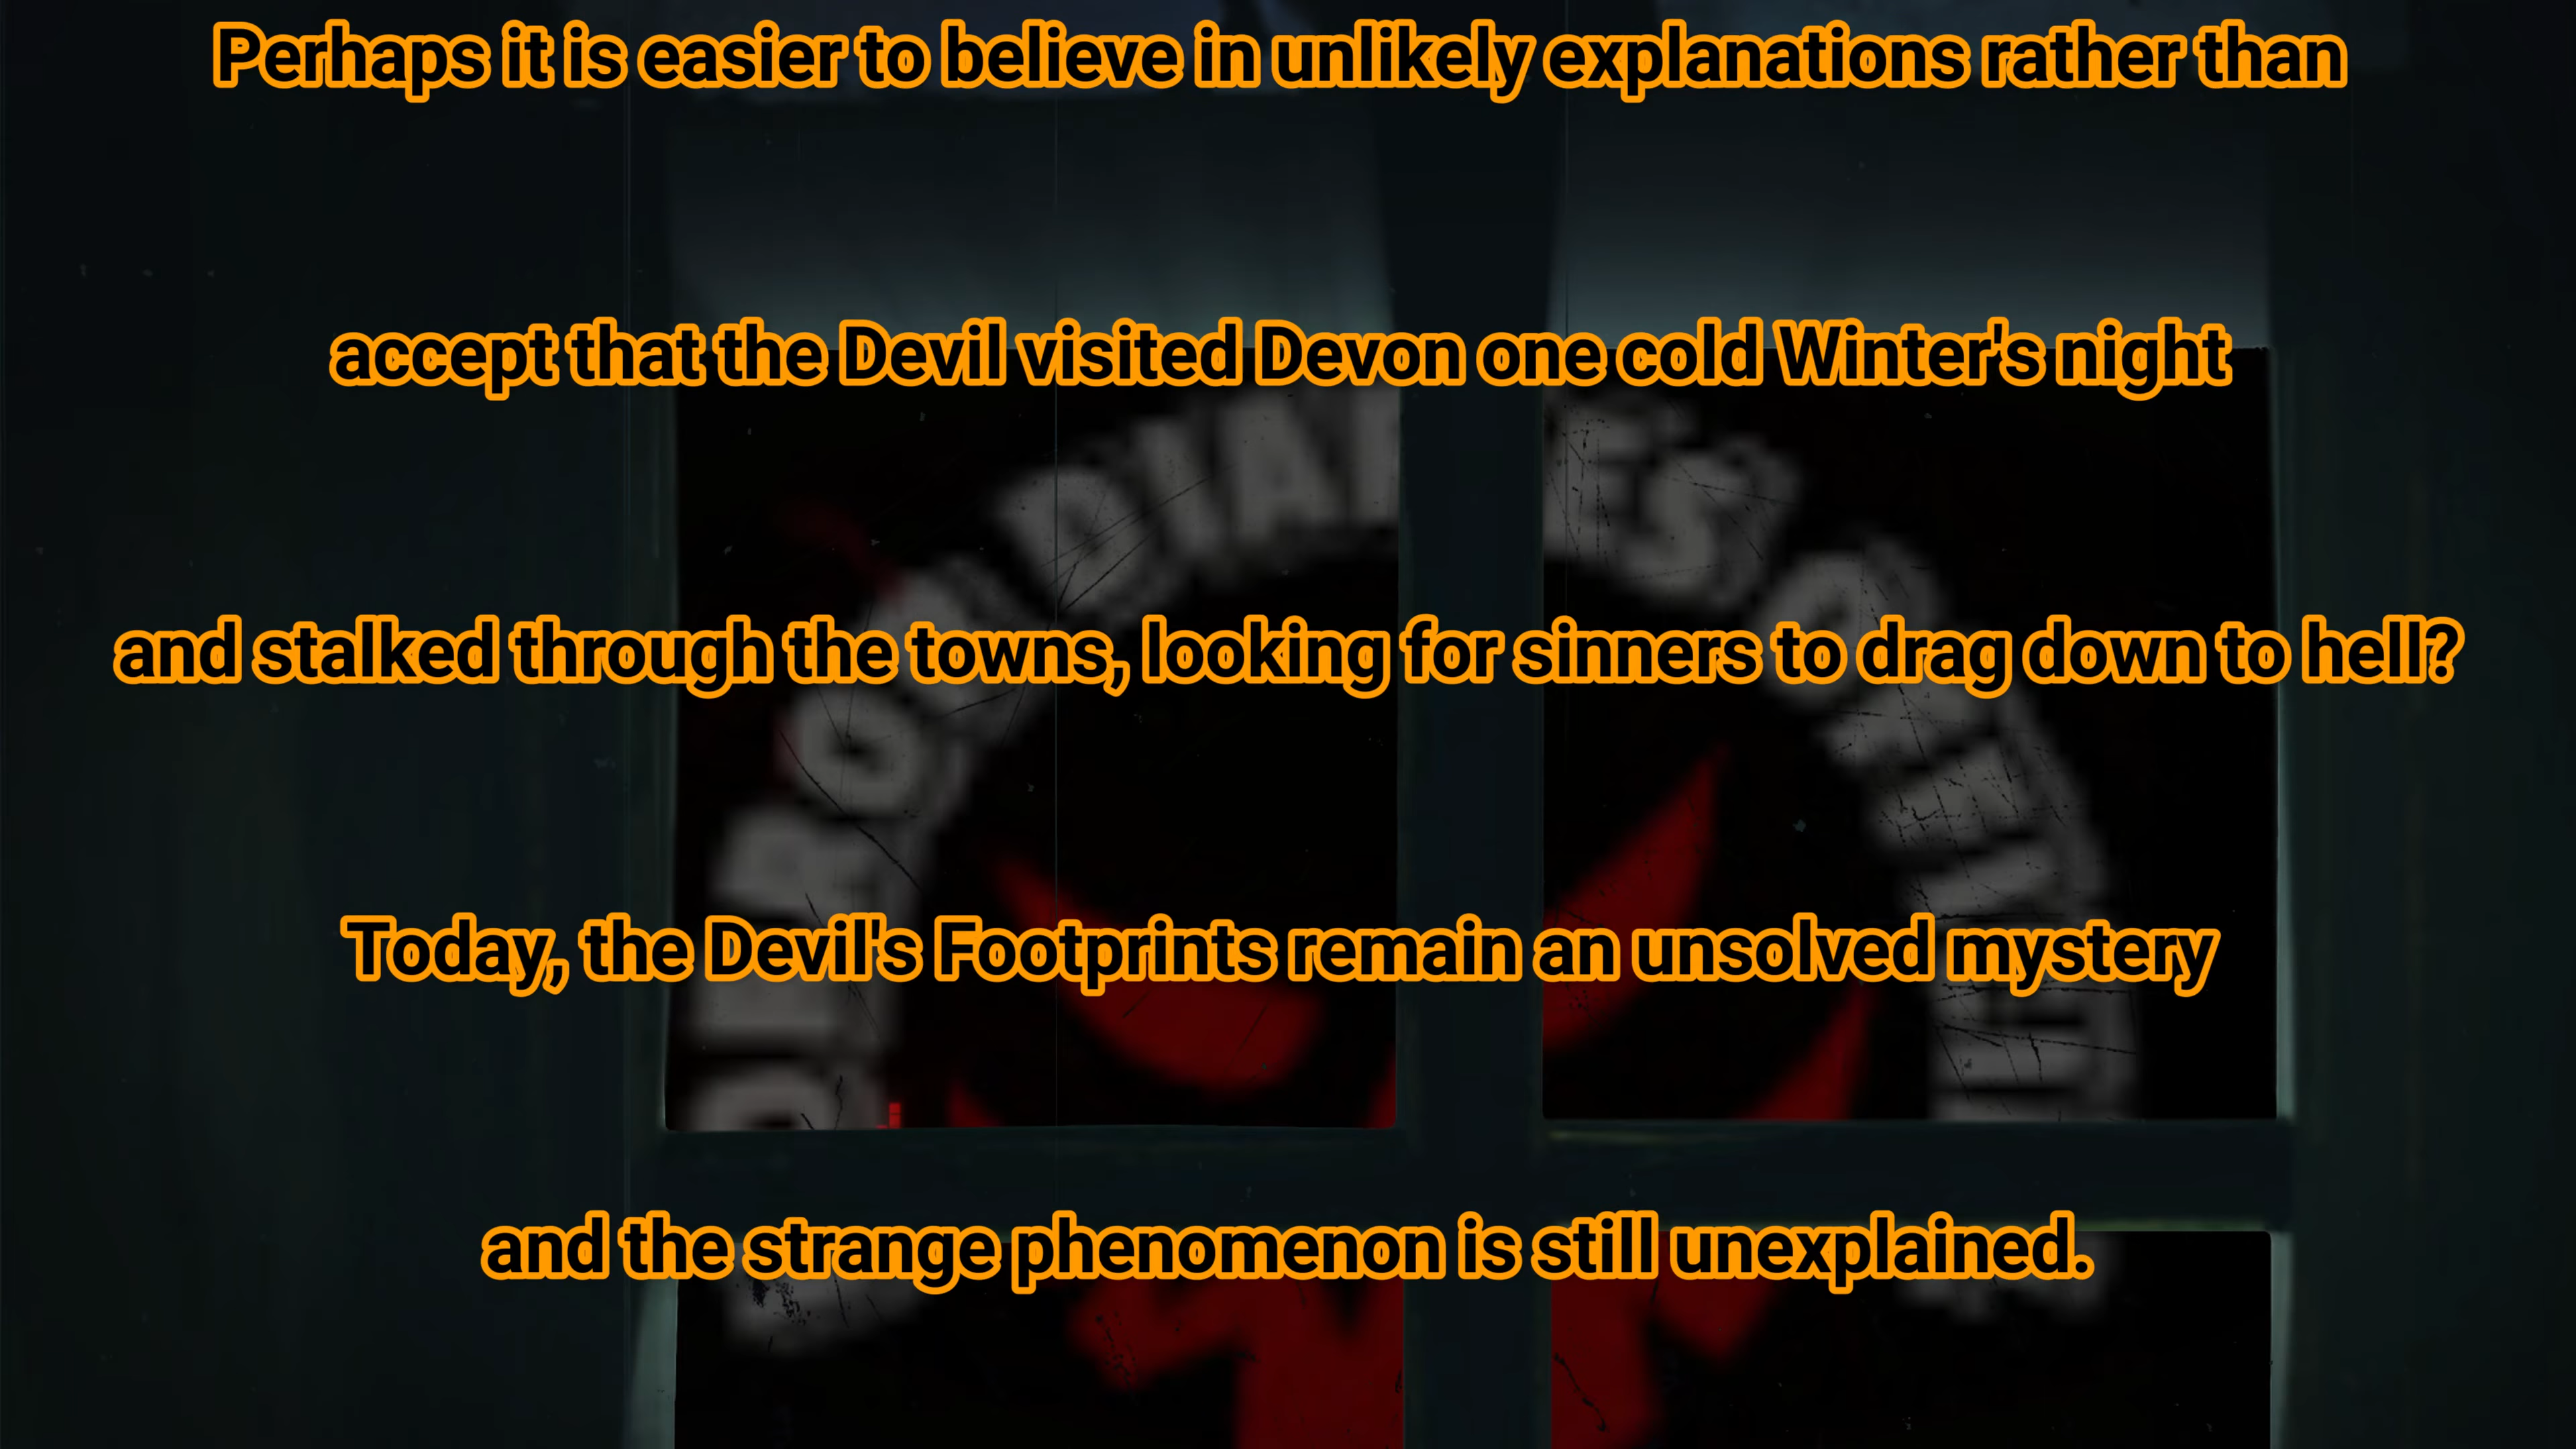 Perhaps it is easier to believe in unlikely explanations rather than
accept that the Devil visited Devon one cold Winter's night
and stalked through the towns, looking for sinners to drag down to hell?
Today, the Devil's Footprints remain an unsolved mystery
and the strange phenomenon is still unexplained.